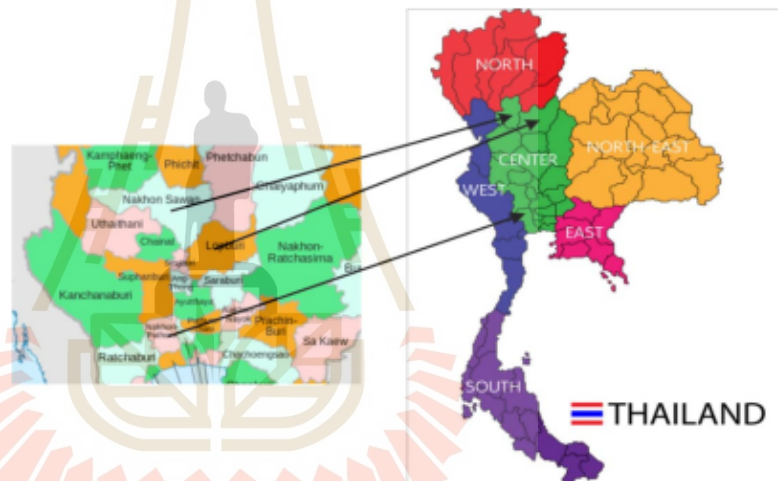 Kamphaeng-
Phet
Phichit
Phetchabun
Nakhon Sawan
Chaiyaphum
Uthaithani
Chainat
Lopburi
Nakhon-
Ratchasima
Suphanburi
Saraburi
Kanchanaburi
Ayutthaya
Prachin-
Buri
Sa Kaew
Ratchaburi
Chachoengsao
NORTH
NORTH-EAST
CENTER
WEST
EAST
SOUTH
THAILAND